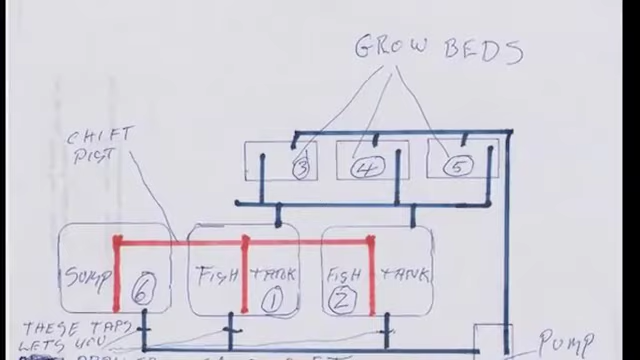 GROW BEDS
CHIFT
PIST
3
4
5
SUMP
6
FISH TANK
1
FISH TANK
2
THESE TAPS
LETS YOU
PUMP